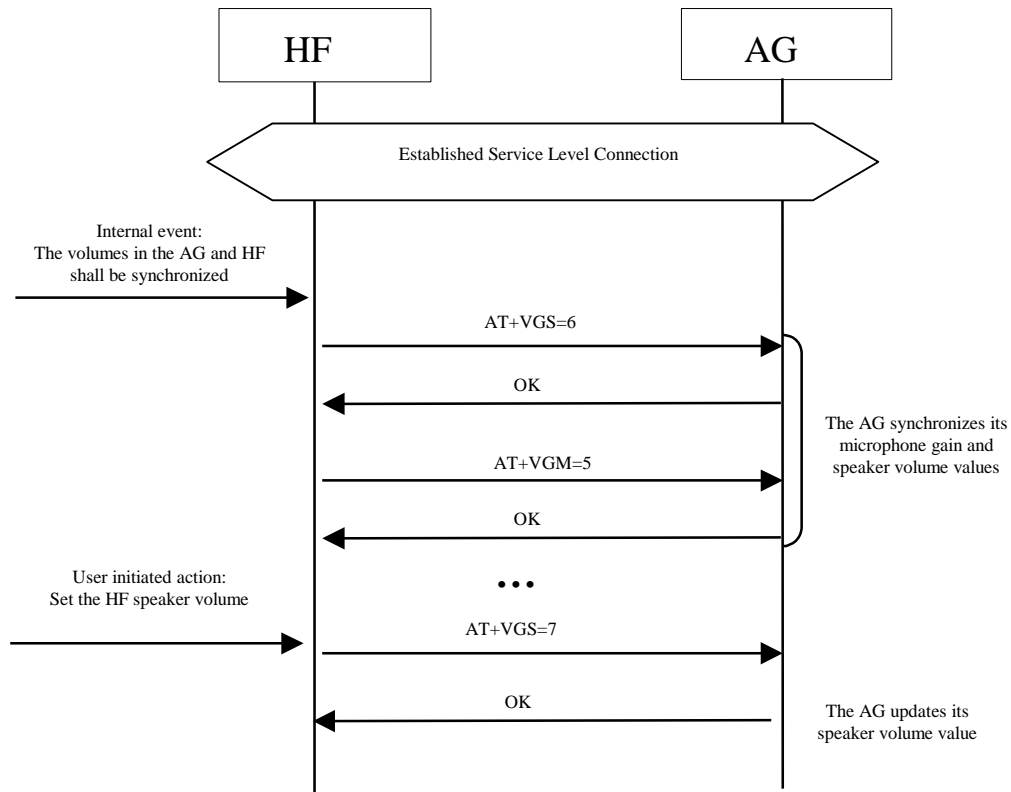 HF
AG
Established Service Level Connection
Internal event:
The volumes in the AG and HF
shall be synchronized
AT+VGS=6
OK
The AG synchronizes its
microphone gain and
speaker volume values
AT+VGM=5
OK
...
User initiated action:
Set the HF speaker volume
AT+VGS=7
OK
The AG updates its
speaker volume value